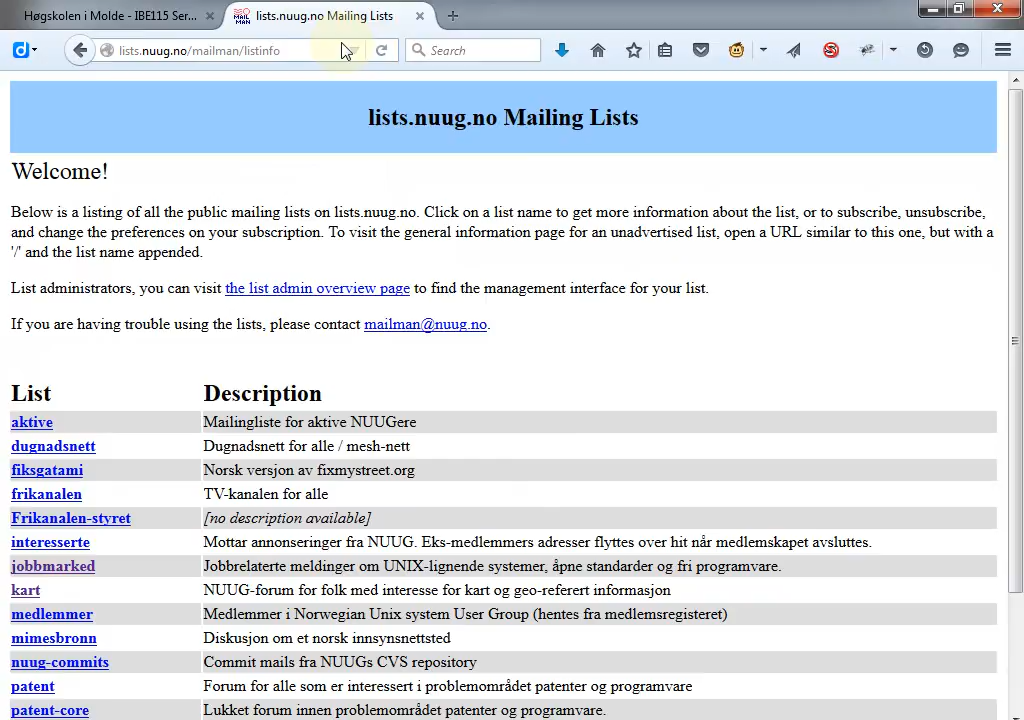 Høgskolen i Molde - IBE115 Ser...
lists.nuug.no Mailing Lists
lists.nuug.no/mailman/listinfo
Search
lists.nuug.no Mailing Lists
Welcome!
Below is a listing of all the public mailing lists on lists.nuug.no. Click on a list name to get more information about the list, or to subscribe, unsubscribe,
and change the preferences on your subscription. To visit the general information page for an unadvertised list, open a URL similar to this one, but with a
'/' and the list name appended.
List administrators, you can visit the list admin overview page to find the management interface for your list.
If you are having trouble using the lists, please contact mailman@nuug.no.
List Description
aktive Mailingliste for aktive NUUGere
dugnadsnett Dugnadsnett for alle / mesh-nett
fiksgatami Norsk versjon av fixmystreet.org
frikanalen TV-kanalen for alle
Frikanalen-styret [no description available]
interesserte Mottar annonseringer fra NUUG. Eks-medlemmers adresser flyttes over hit når medlemskapet avsluttes.
jobbmarked Jobbrelaterte meldinger om UNIX-lignende systemer, åpne standarder og fri programvare.
kart NUUG-forum for folk med interesse for kart og geo-referert informasjon
medlemmer Medlemmer i Norwegian Unix system User Group (hentes fra medlemsregisteret)
mimesbronn Diskusjon om et norsk innsynsnettsted
nuug-commits Commit mails fra NUUGs CVS repository
patent Forum for alle som er interessert i problemområdet patenter og programvare
patent-core Lukket forum innen problemområdet patenter og programvare.